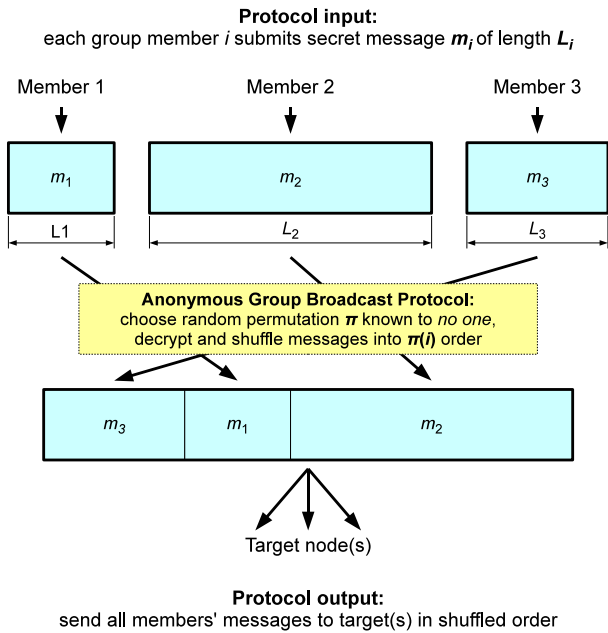 Protocol input:
each group member i submits secret message mᵢ of length Lᵢ
Member 1 Member 2 Member 3
m₁ m₂ m₃
L1 L₂ L₃
Anonymous Group Broadcast Protocol:
choose random permutation π known to no one,
decrypt and shuffle messages into π(i) order
m₃ m₁ m₂
Target node(s)
Protocol output:
send all members' messages to target(s) in shuffled order